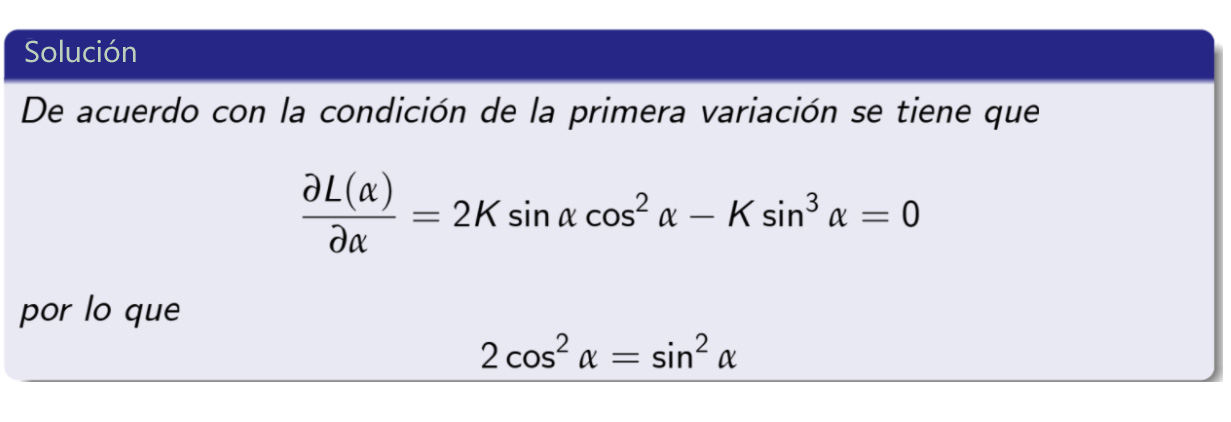 Solución
De acuerdo con la condición de la primera variación se tiene que
∂L(α)/∂α = 2K sin α cos² α − K sin³ α = 0
por lo que
2 cos² α = sin² α